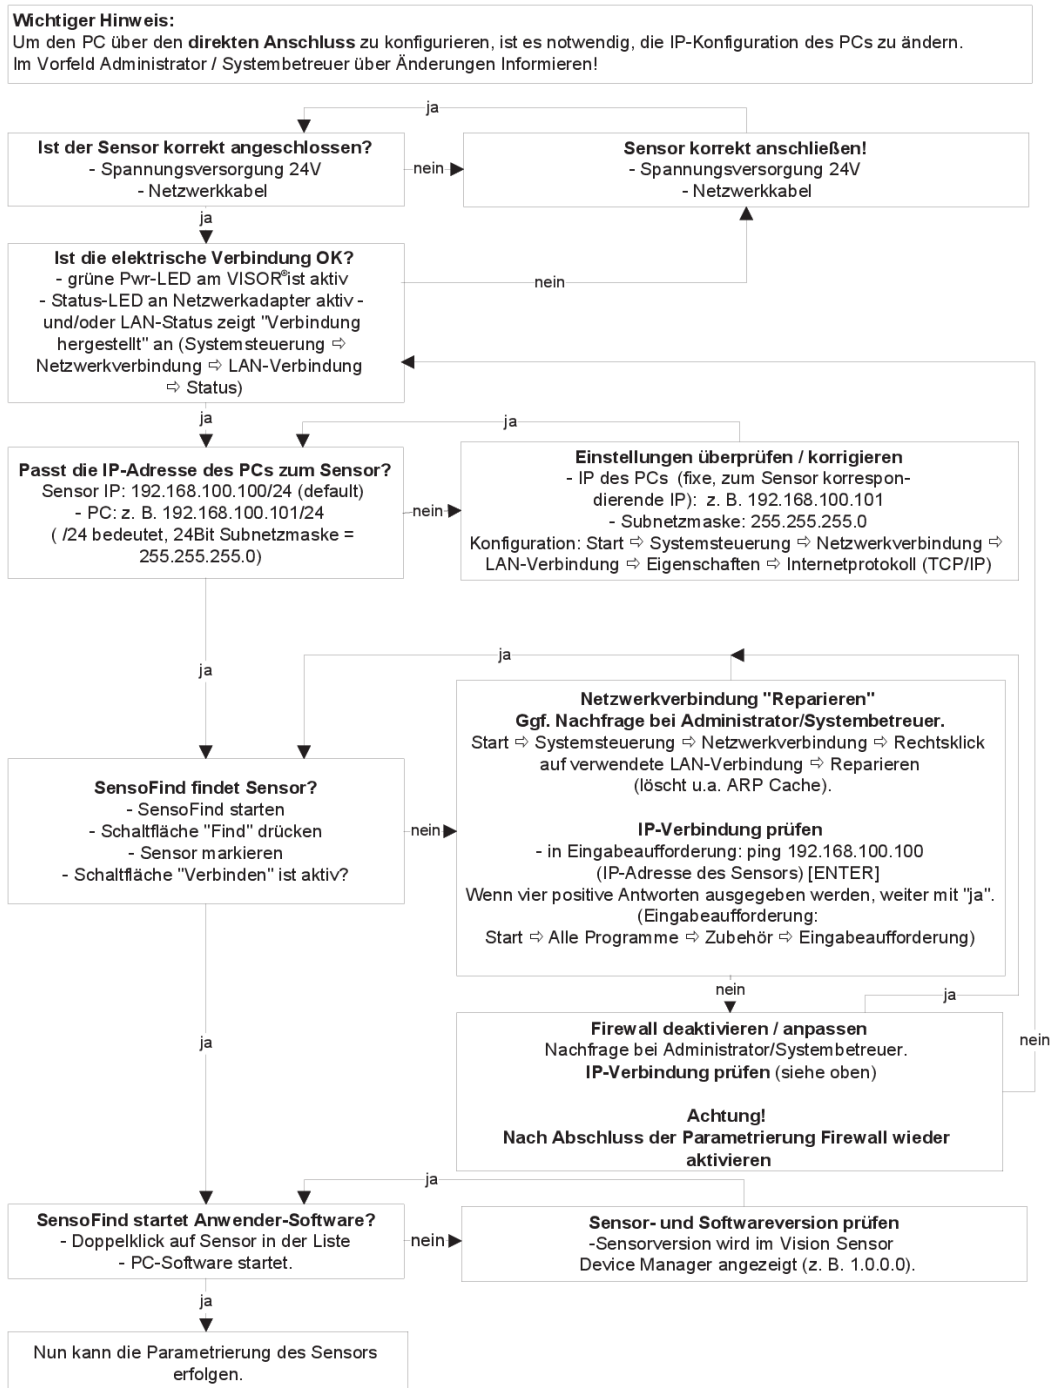 Wichtiger Hinweis:
Um den PC über den direkten Anschluss zu konfigurieren, ist es notwendig, die IP-Konfiguration des PCs zu ändern.
Im Vorfeld Administrator / Systembetreuer über Änderungen Informieren!
ja
Ist der Sensor korrekt angeschlossen?
- Spannungsversorgung 24V
- Netzwerkkabel
nein
Sensor korrekt anschließen!
- Spannungsversorgung 24V
- Netzwerkkabel
ja
Ist die elektrische Verbindung OK?
- grüne Pwr-LED am VISOR® ist aktiv
- Status-LED an Netzwerkadapter aktiv -
und/oder LAN-Status zeigt "Verbindung
hergestellt" an (Systemsteuerung ⇨
Netzwerkverbindung ⇨ LAN-Verbindung
⇨ Status)
nein
ja
ja
Passt die IP-Adresse des PCs zum Sensor?
Sensor IP: 192.168.100.100/24 (default)
- PC: z. B. 192.168.100.101/24
( /24 bedeutet, 24Bit Subnetzmaske =
255.255.255.0)
nein
Einstellungen überprüfen / korrigieren
- IP des PCs (fixe, zum Sensor korrespon-
dierende IP): z. B. 192.168.100.101
- Subnetzmaske: 255.255.255.0
Konfiguration: Start ⇨ Systemsteuerung ⇨ Netzwerkverbindung ⇨
LAN-Verbindung ⇨ Eigenschaften ⇨ Internetprotokoll (TCP/IP)
ja
ja
SensoFind findet Sensor?
- SensoFind starten
- Schaltfläche "Find" drücken
- Sensor markieren
- Schaltfläche "Verbinden" ist aktiv?
nein
Netzwerkverbindung "Reparieren"
Ggf. Nachfrage bei Administrator/Systembetreuer.
Start ⇨ Systemsteuerung ⇨ Netzwerkverbindung ⇨ Rechtsklick
auf verwendete LAN-Verbindung ⇨ Reparieren
(löscht u.a. ARP Cache).
IP-Verbindung prüfen
- in Eingabeaufforderung: ping 192.168.100.100
(IP-Adresse des Sensors) [ENTER]
Wenn vier positive Antworten ausgegeben werden, weiter mit "ja".
(Eingabeaufforderung:
Start ⇨ Alle Programme ⇨ Zubehör ⇨ Eingabeaufforderung)
nein
ja
ja
Firewall deaktivieren / anpassen
Nachfrage bei Administrator/Systembetreuer.
IP-Verbindung prüfen (siehe oben)
Achtung!
Nach Abschluss der Parametrierung Firewall wieder
aktivieren
nein
ja
SensoFind startet Anwender-Software?
- Doppelklick auf Sensor in der Liste
- PC-Software startet.
nein
Sensor- und Softwareversion prüfen
-Sensorversion wird im Vision Sensor
Device Manager angezeigt (z. B. 1.0.0.0).
ja
Nun kann die Parametrierung des Sensors
erfolgen.